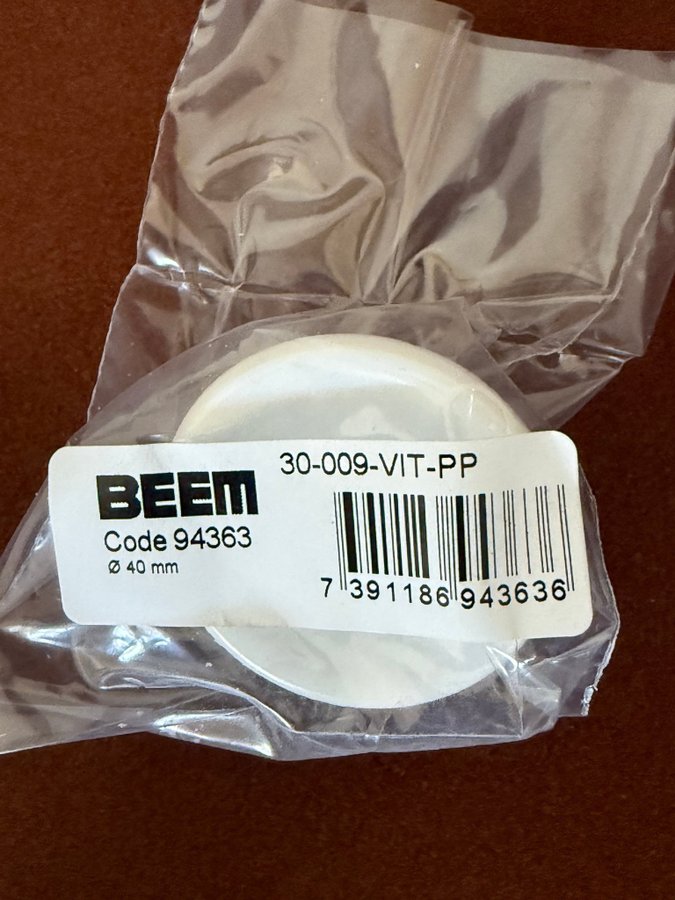 30-009-VIT-PP
BEEM
Code 94363
Ø 40 mm
7 391186 943636